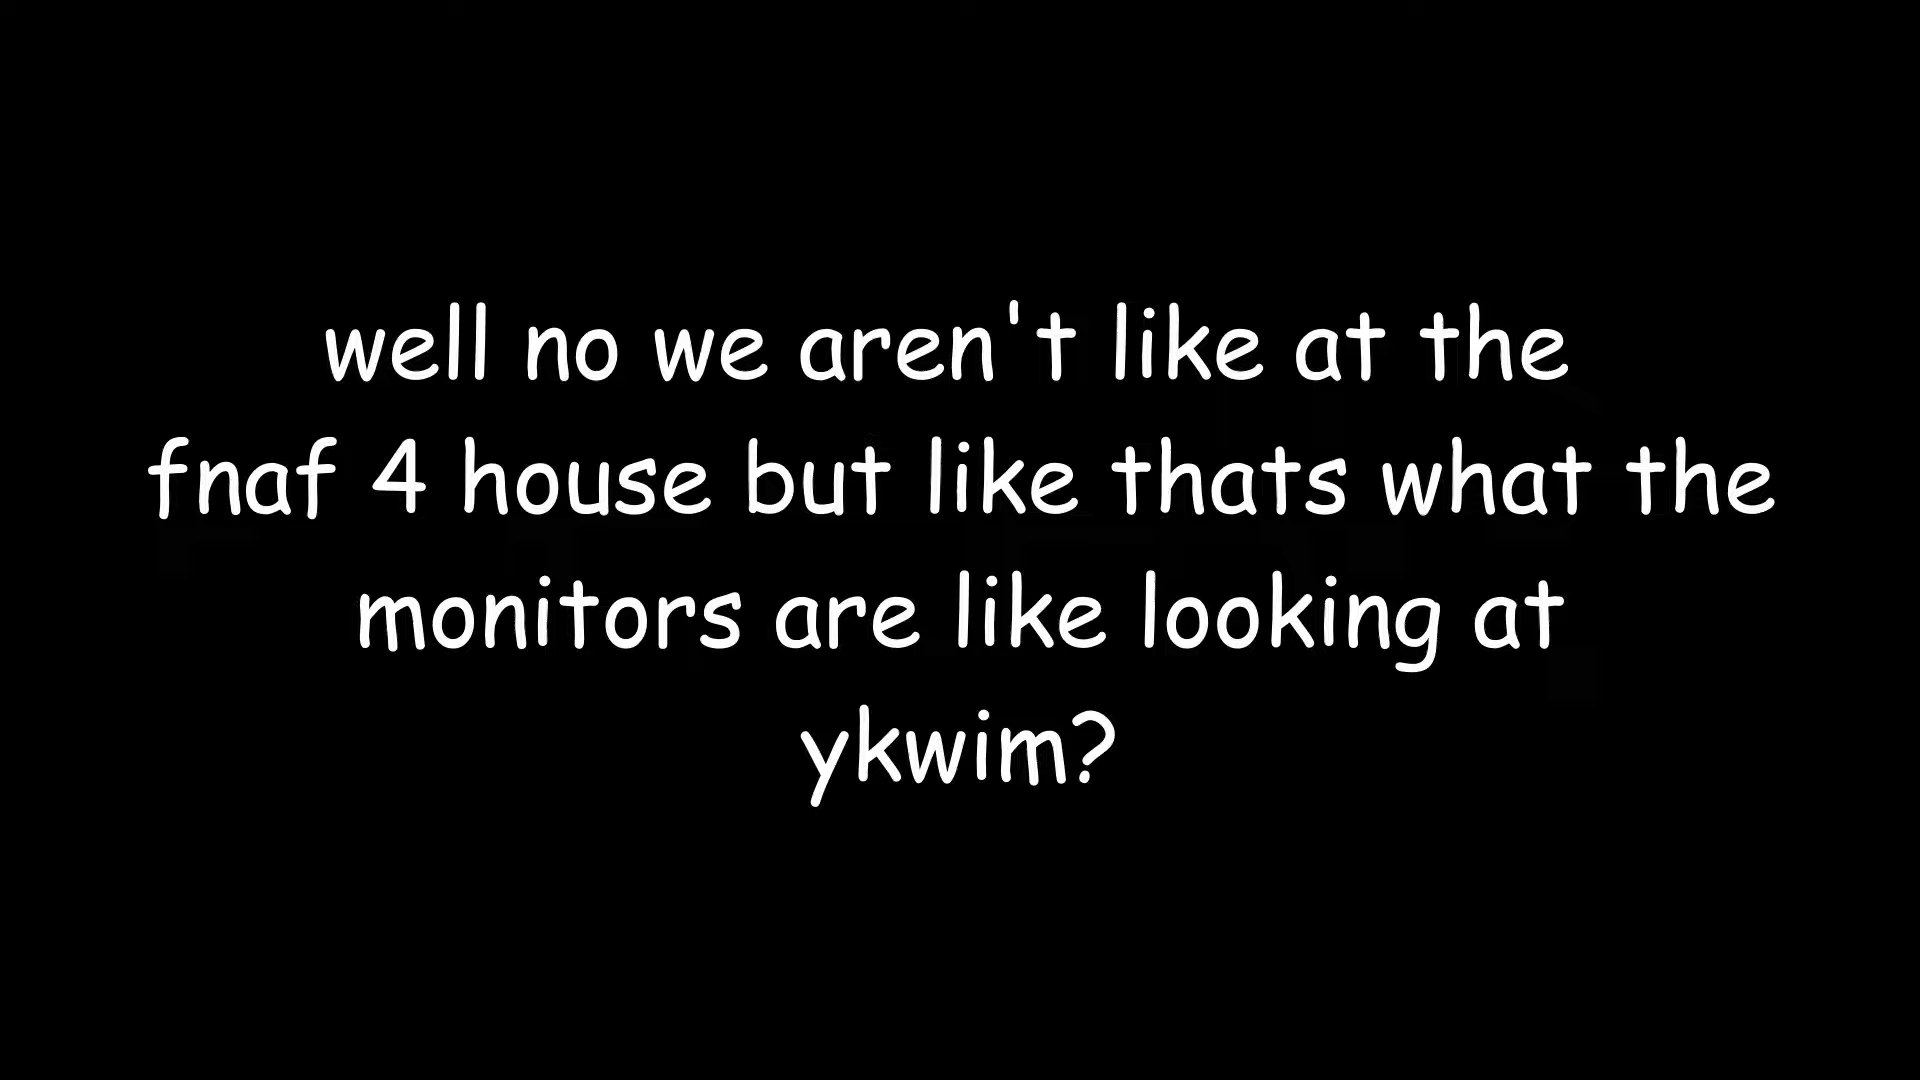 well no we aren't like at the
fnaf 4 house but like thats what the
monitors are like looking at
ykwim?